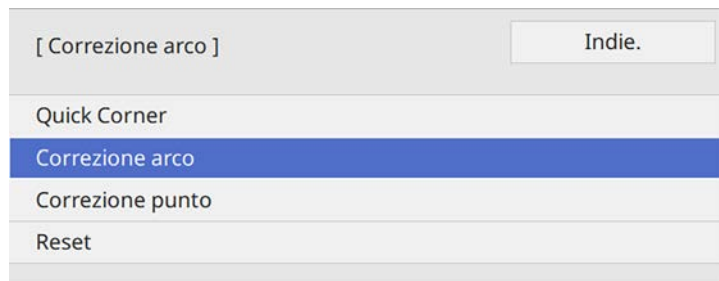 [ Correzione arco ]
Indie.
Quick Corner
Correzione arco
Correzione punto
Reset